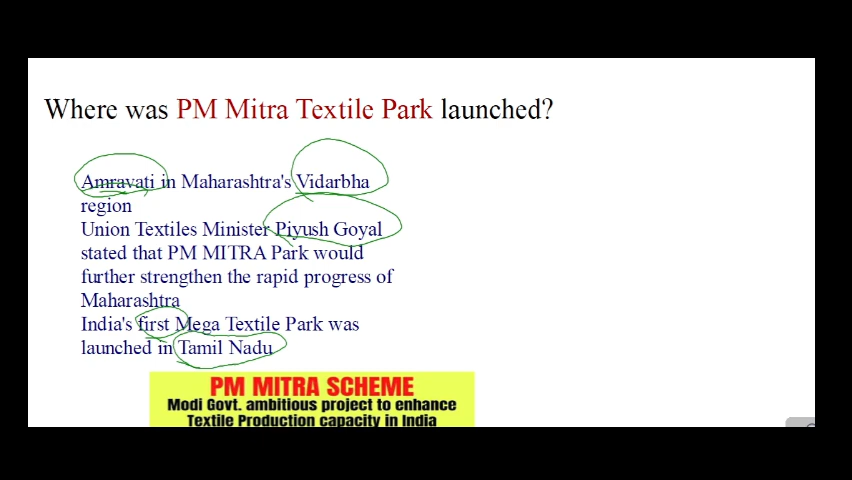 Where was PM Mitra Textile Park launched?
Amravati in Maharashtra's Vidarbha
region
Union Textiles Minister Piyush Goyal
stated that PM MITRA Park would
further strengthen the rapid progress of
Maharashtra
India's first Mega Textile Park was
launched in Tamil Nadu
PM MITRA SCHEME
Modi Govt. ambitious project to enhance
Textile Production capacity in India